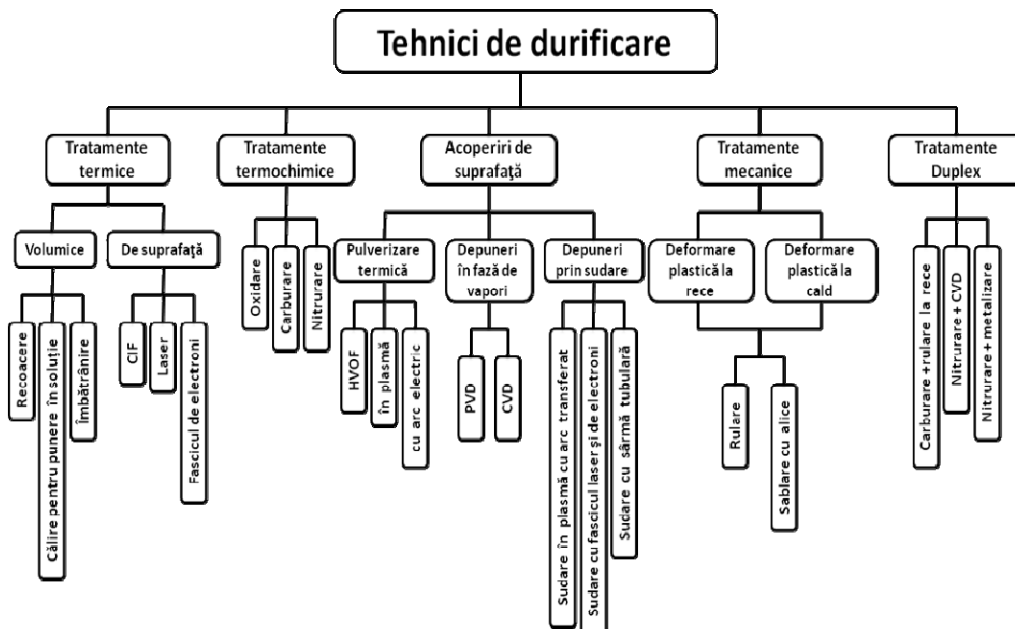 Tehnici de durificare
Tratamente
termice
Tratamente
termochimice
Acoperiri de
suprafaţă
Tratamente
mecanice
Tratamente
Duplex
Volumice
De suprafaţă
Pulverizare
termică
Depuneri
în fază de
vapori
Depuneri
prin sudare
Deformare
plastică la
rece
Deformare
plastică la
cald
Recoacere
Călire pentru punere în soluţie
Îmbătrânire
CIF
Laser
Fascicul de electroni
Oxidare
Carburare
Nitrurare
HVOF
în plasmă
cu arc electric
PVD
CVD
Sudare în plasmă cu arc transferat
Sudare cu fascicul laser şi de electroni
Sudare cu sârmă tubulară
Rulare
Sablare cu alice
Carburare +rulare la rece
Nitrurare + CVD
Nitrurare+ metalizare